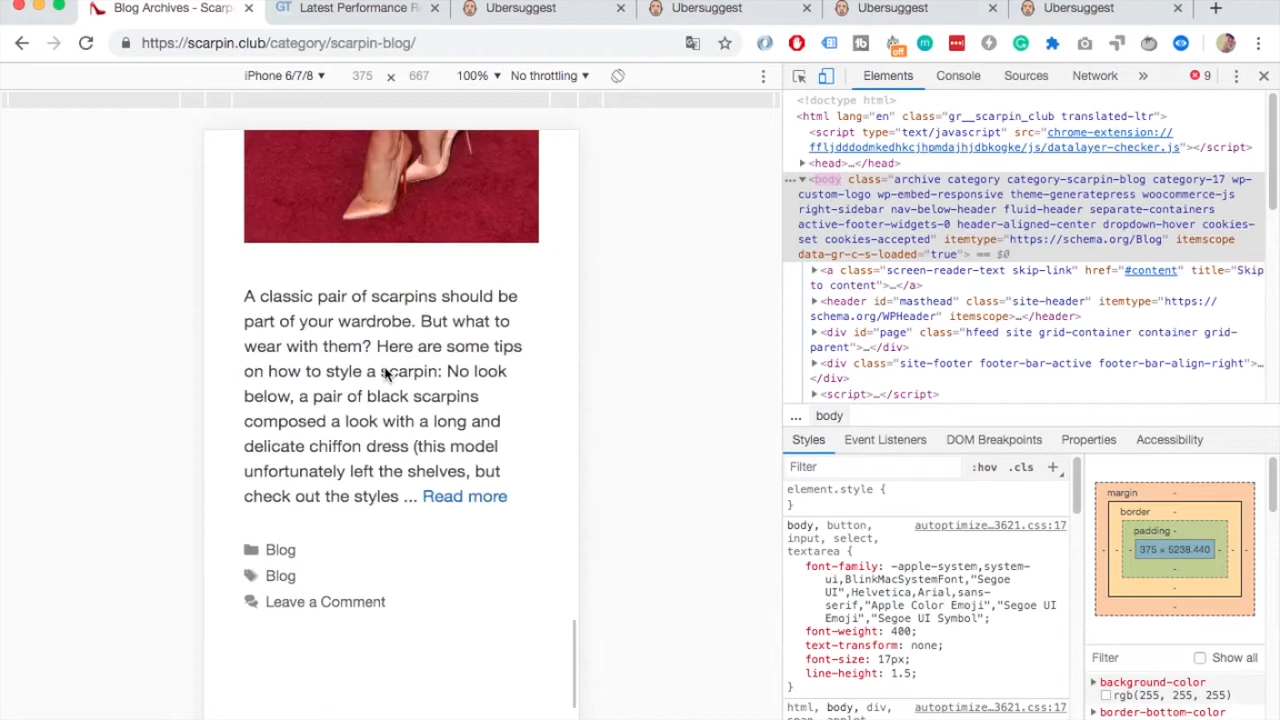 Blog Archives - Scarp
Latest Performance R
Ubersuggest
Ubersuggest
Ubersuggest
Ubersuggest
https://scarpin.club/category/scarpin-blog/
off
iPhone 6/7/8 ▼ 375 × 667 100% ▼ No throttling ▼
Elements Console Sources Network » 9
<!doctype html>
<html lang="en" class="gr__scarpin_club translated-ltr">
<script type="text/javascript" src="chrome-extension://
ffljdddodmkedhkcjhpmdajhjdbkogke/js/datalayer-checker.js"></script>
▶<head>…</head>
…▼<body class="archive category category-scarpin-blog category-17 wp-
custom-logo wp-embed-responsive theme-generatepress woocommerce-js
right-sidebar nav-below-header fluid-header separate-containers
active-footer-widgets-0 header-aligned-center dropdown-hover cookies-
set cookies-accepted" itemtype="https://schema.org/Blog" itemscope
data-gr-c-s-loaded="true"> == $0
▶<a class="screen-reader-text skip-link" href="#content" title="Skip
to content">…</a>
▶<header id="masthead" class="site-header" itemtype="https://
schema.org/WPHeader" itemscope>…</header>
▶<div id="page" class="hfeed site grid-container container grid-
parent">…</div>
▶<div class="site-footer footer-bar-active footer-bar-align-right">…
</div>
▶<script>…</script>
… body
Styles Event Listeners DOM Breakpoints Properties Accessibility
Filter :hov .cls +
element.style {
}
body, button, autoptimize…3621.css:17
input, select,
textarea {
font-family: -apple-system,system-
ui,BlinkMacSystemFont,"Segoe
UI",Helvetica,Arial,sans-
serif,"Apple Color Emoji","Segoe UI
Emoji","Segoe UI Symbol";
font-weight: 400;
text-transform: none;
font-size: 17px;
line-height: 1.5;
}
html, body, div, autoptimize…3621.css:17
margin -
border -
padding -
375 × 5238.440
Filter Show all
▶background-color
rgb(255, 255, 255)
▶border-bottom-color
A classic pair of scarpins should be
part of your wardrobe. But what to
wear with them? Here are some tips
on how to style a scarpin: No look
below, a pair of black scarpins
composed a look with a long and
delicate chiffon dress (this model
unfortunately left the shelves, but
check out the styles ... Read more
Blog
Blog
Leave a Comment